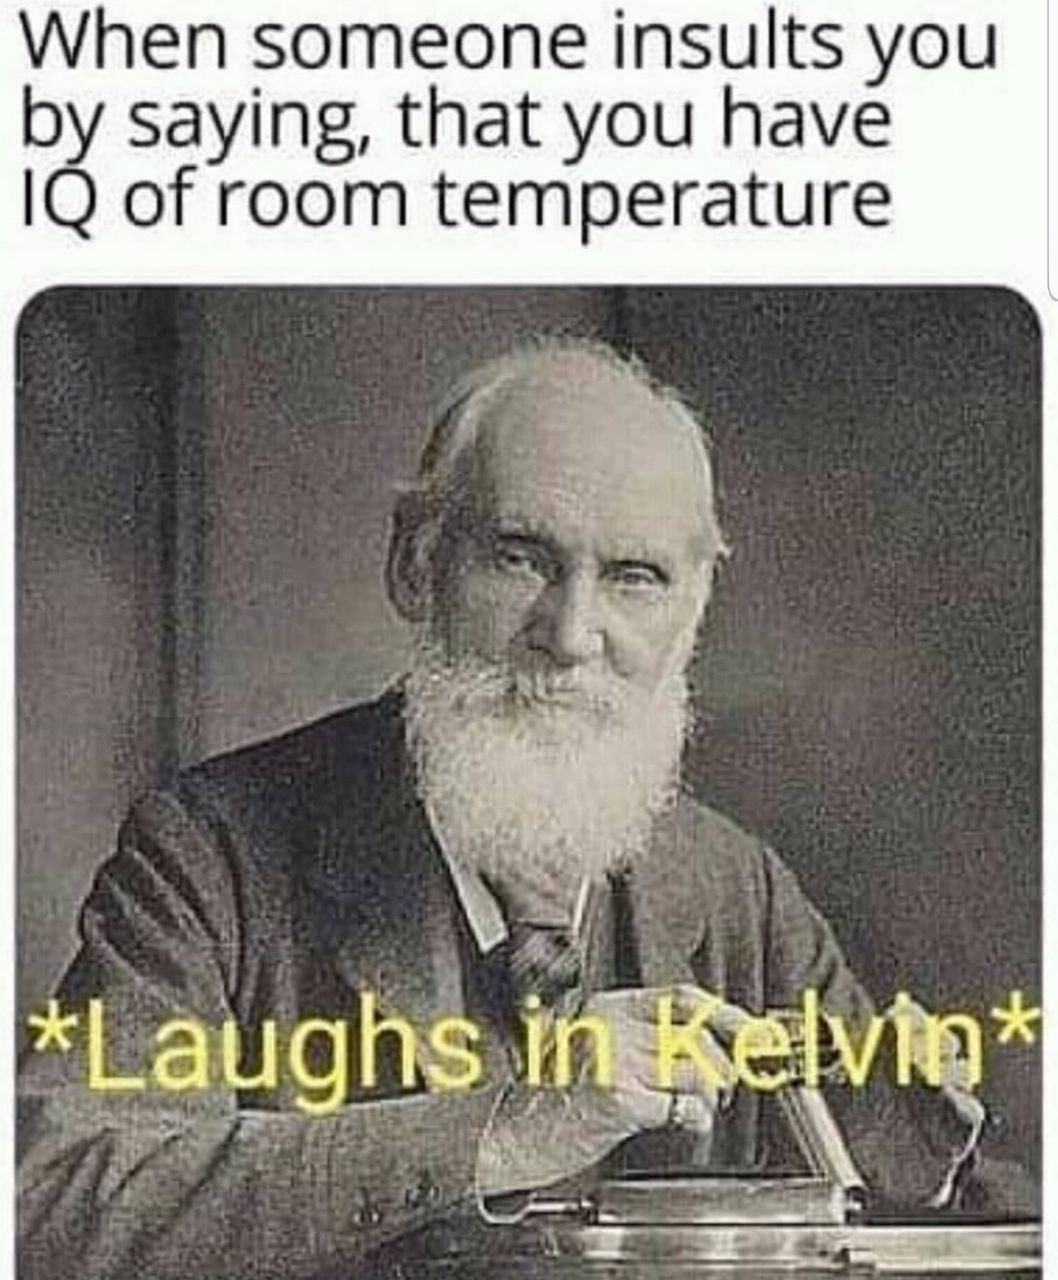 When someone insults you
by saying, that you have
IQ of room temperature
*Laughs in Kelvin*